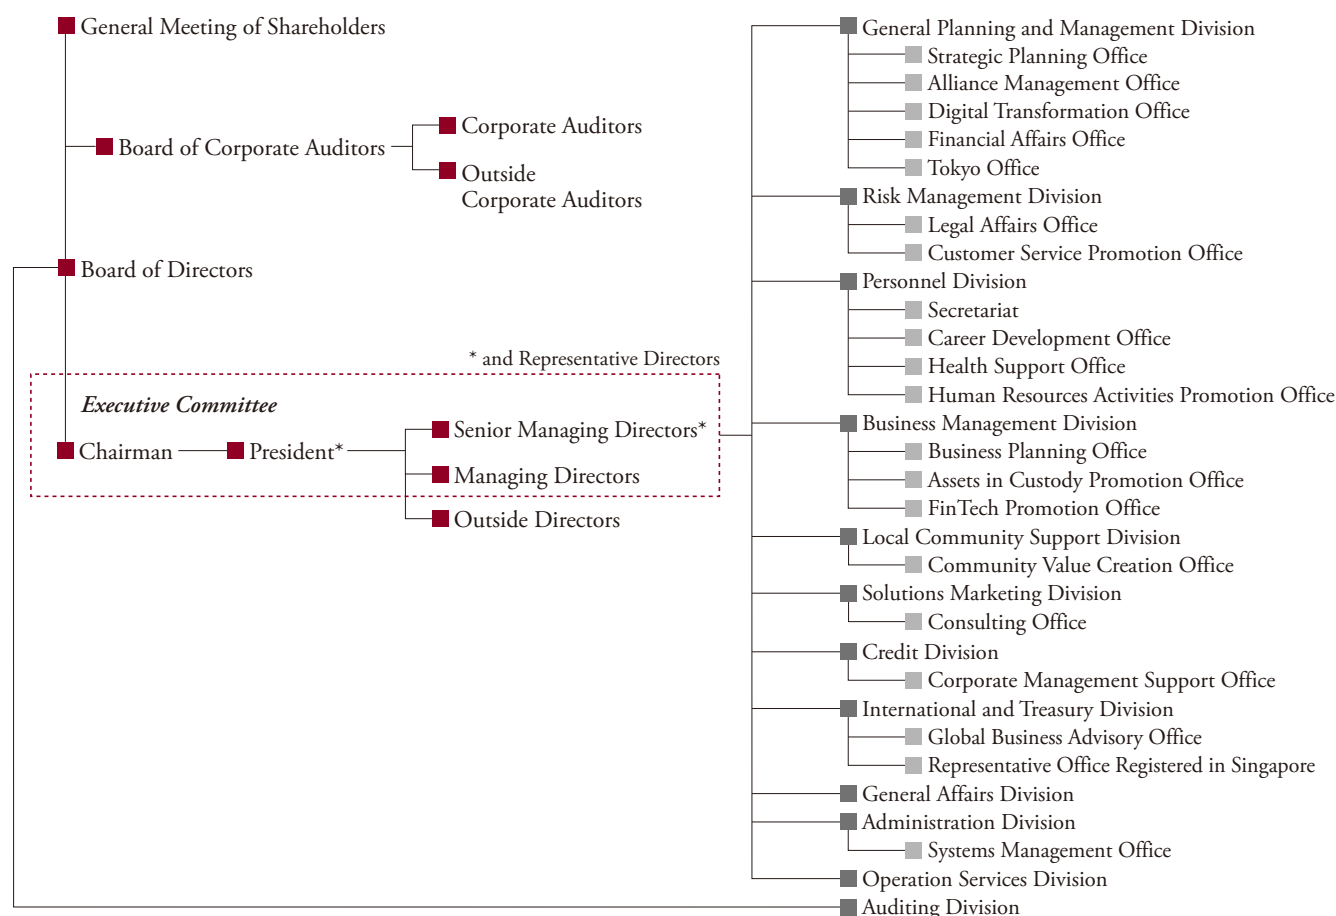 General Meeting of Shareholders
Board of Corporate Auditors
Corporate Auditors
Outside
Corporate Auditors
Board of Directors
* and Representative Directors
Executive Committee
Chairman
President*
Senior Managing Directors*
Managing Directors
Outside Directors
General Planning and Management Division
Strategic Planning Office
Alliance Management Office
Digital Transformation Office
Financial Affairs Office
Tokyo Office
Risk Management Division
Legal Affairs Office
Customer Service Promotion Office
Personnel Division
Secretariat
Career Development Office
Health Support Office
Human Resources Activities Promotion Office
Business Management Division
Business Planning Office
Assets in Custody Promotion Office
FinTech Promotion Office
Local Community Support Division
Community Value Creation Office
Solutions Marketing Division
Consulting Office
Credit Division
Corporate Management Support Office
International and Treasury Division
Global Business Advisory Office
Representative Office Registered in Singapore
General Affairs Division
Administration Division
Systems Management Office
Operation Services Division
Auditing Division